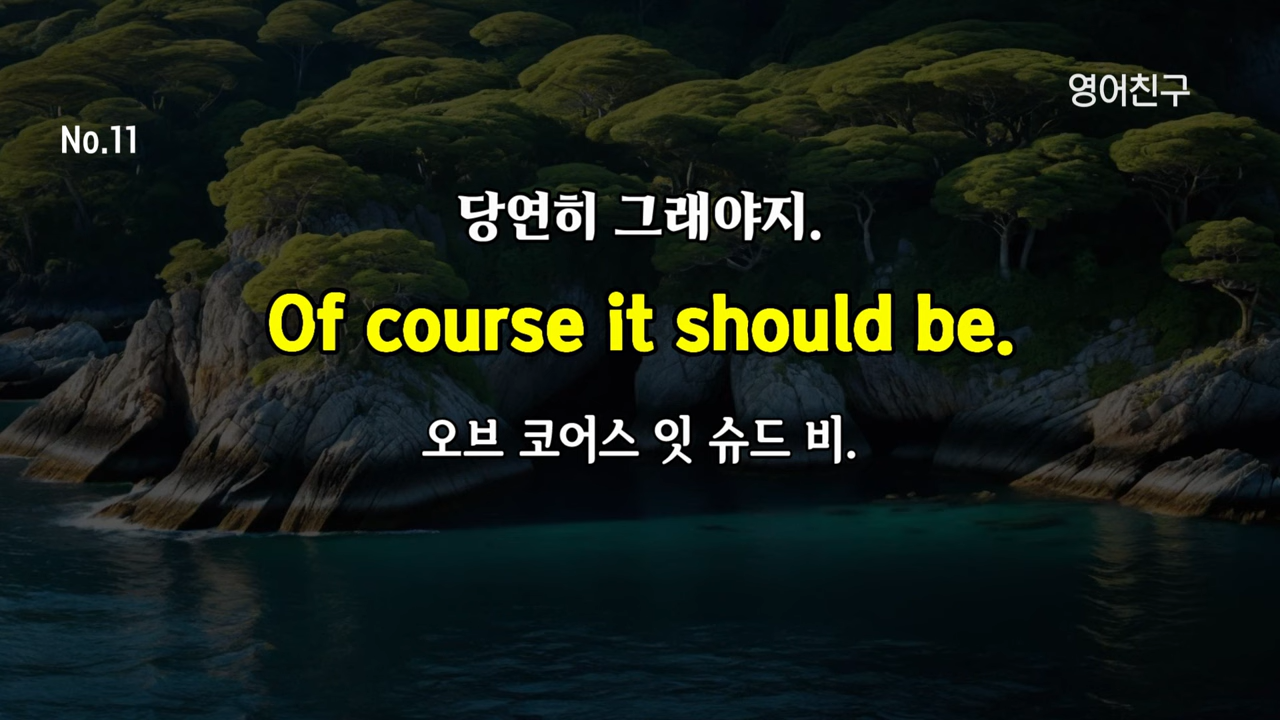 영어친구
No.11
당연히 그래야지.
Of course it should be.
오브 코어스 잇 슈드 비.